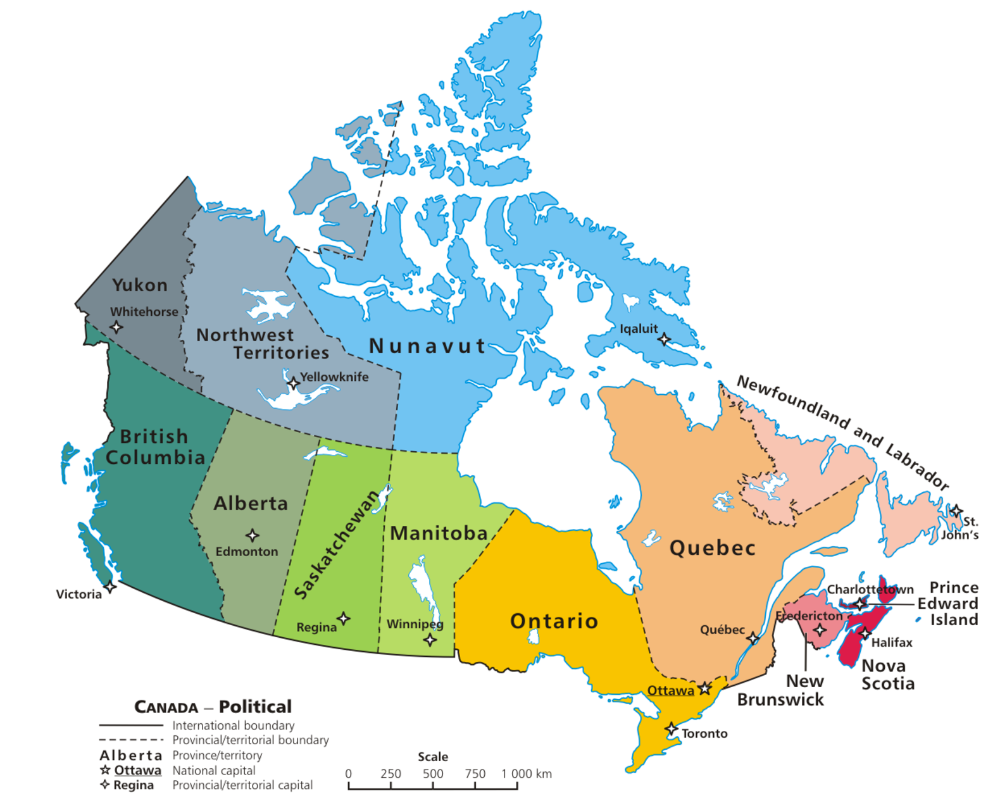 Yukon
Whitehorse
Northwest
Territories
Yellowknife
Nunavut
Iqaluit
Newfoundland and Labrador
British
Columbia
Alberta
Edmonton
Saskatchewan
Manitoba
Quebec
St.
John's
Victoria
Regina
Winnipeg
Ontario
Charlottetown
Prince
Edward
Island
Fredericton
Québec
Halifax
Nova
Scotia
New
Brunswick
Ottawa
Toronto
CANADA – Political
International boundary
Provincial/territorial boundary
Alberta Province/territory
Ottawa National capital
Regina Provincial/territorial capital
Scale
0 250 500 750 1 000 km